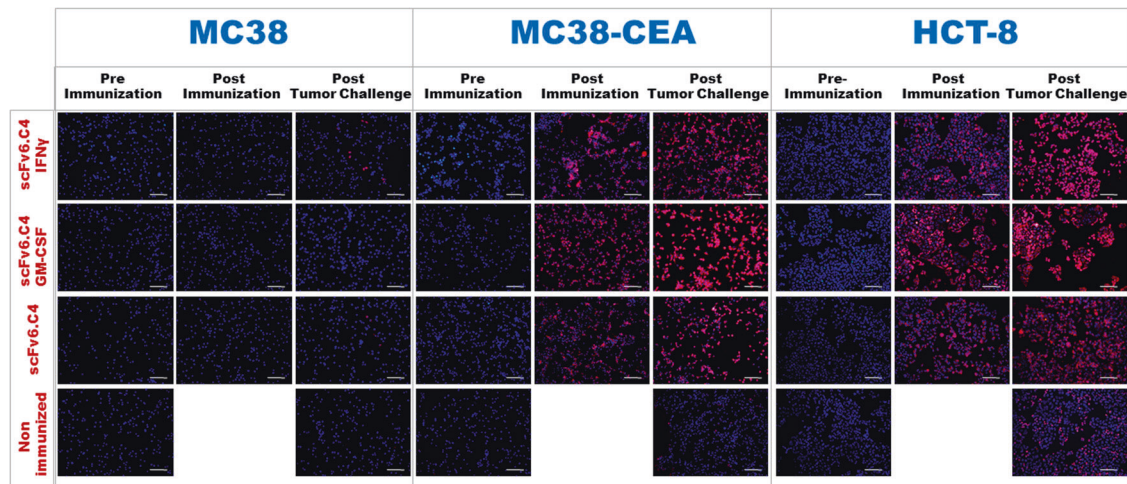 MC38
MC38-CEA
HCT-8
Pre
Immunization
Post
Immunization
Post
Tumor Challenge
Pre
Immunization
Post
Immunization
Post
Tumor Challenge
Pre-
Immunization
Post
Immunization
Post
Tumor Challenge
scFv6.C4
IFNγ
scFv6.C4
GM-CSF
scFv6.C4
Non
immunized